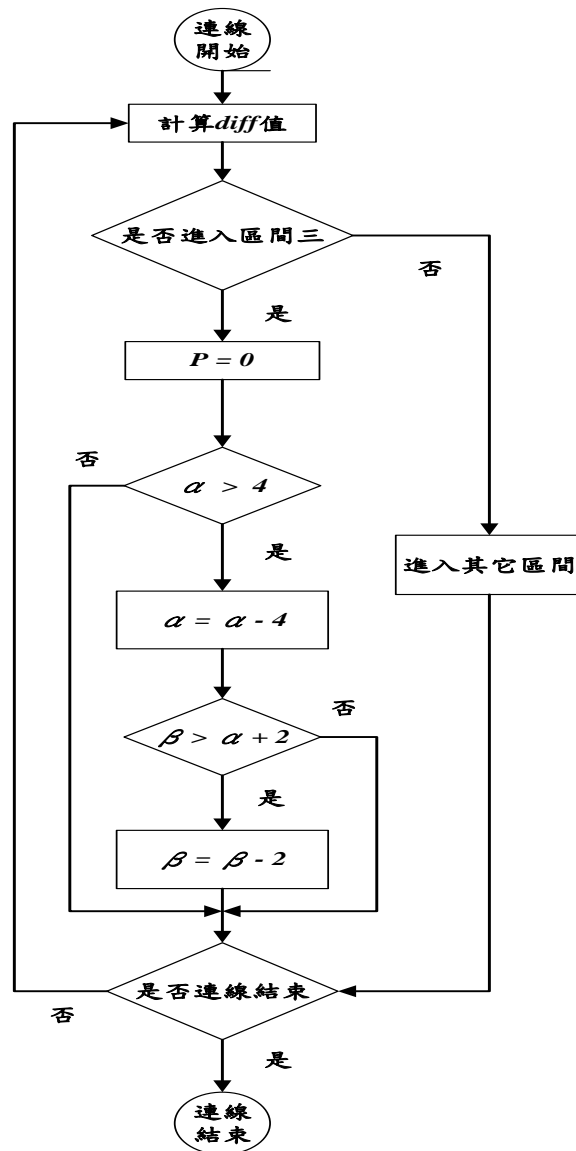 連線
開始
計算diff值
是否進入區間三
否
是
P = 0
否
α > 4
是
進入其它區間
α = α - 4
否
β > α + 2
是
β = β - 2
是否連線結束
否
是
連線
結束